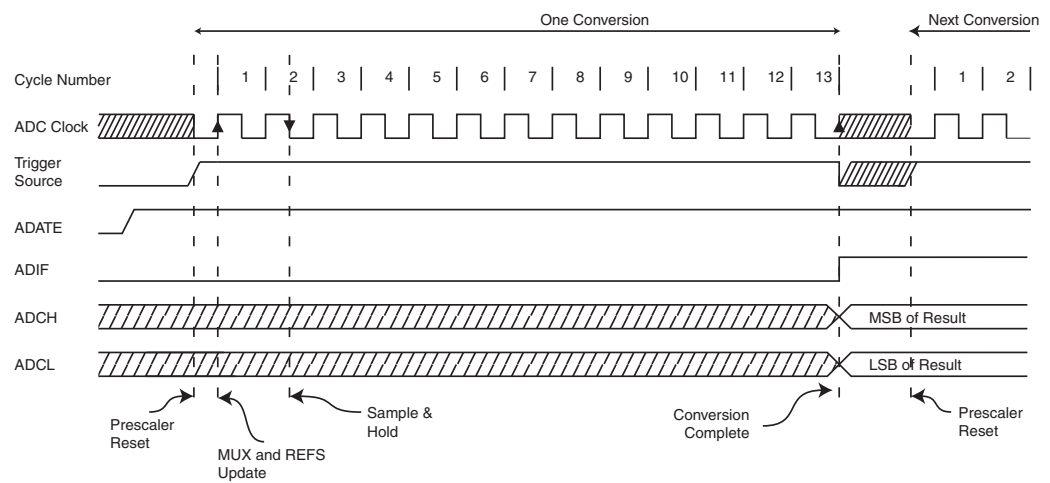 One Conversion
Next Conversion
Cycle Number
1 2 3 4 5 6 7 8 9 10 11 12 13 1 2
ADC Clock
Trigger
Source
ADATE
ADIF
ADCH
MSB of Result
ADCL
LSB of Result
Prescaler
Reset
MUX and REFS
Update
Sample &
Hold
Conversion
Complete
Prescaler
Reset